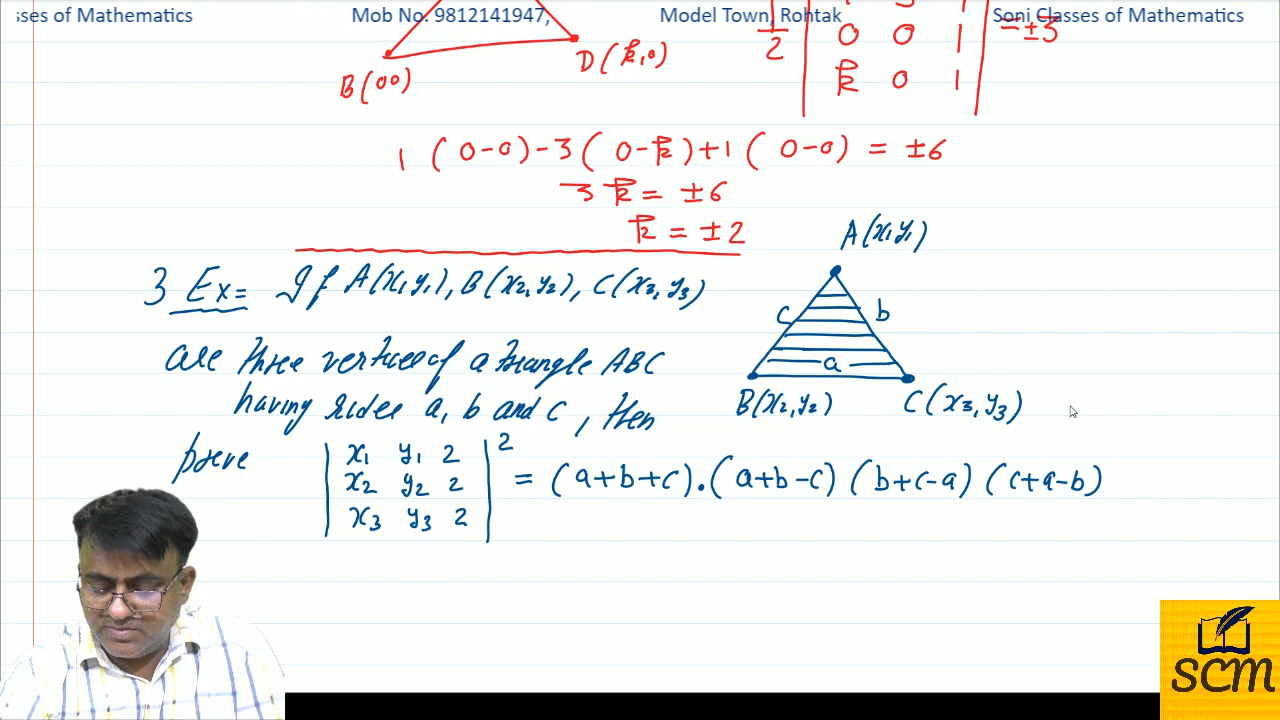 sses of Mathematics Mob No. 9812141947, Model Town, Rohtak Soni Classes of Mathematics
1/2 | 0 0 1 | = ±3
k 0 1
B(00) D(k,0)
1 (0-0)-3(0-k)+1(0-0) = ±6
3k = ±6
k = ±2
A(x1y1)
3 Ex= If A(x1y1), B(x2,y2), C(x3,y3)
c b
are three vertices of a triangle ABC
a
having sides a, b and c, then
B(x2,y2) C(x3,y3)
prove | x1 y1 2 | 2
| x2 y2 2 | = (a+b+c).(a+b-c)(b+c-a)(c+a-b)
| x3 y3 2 |
SCM